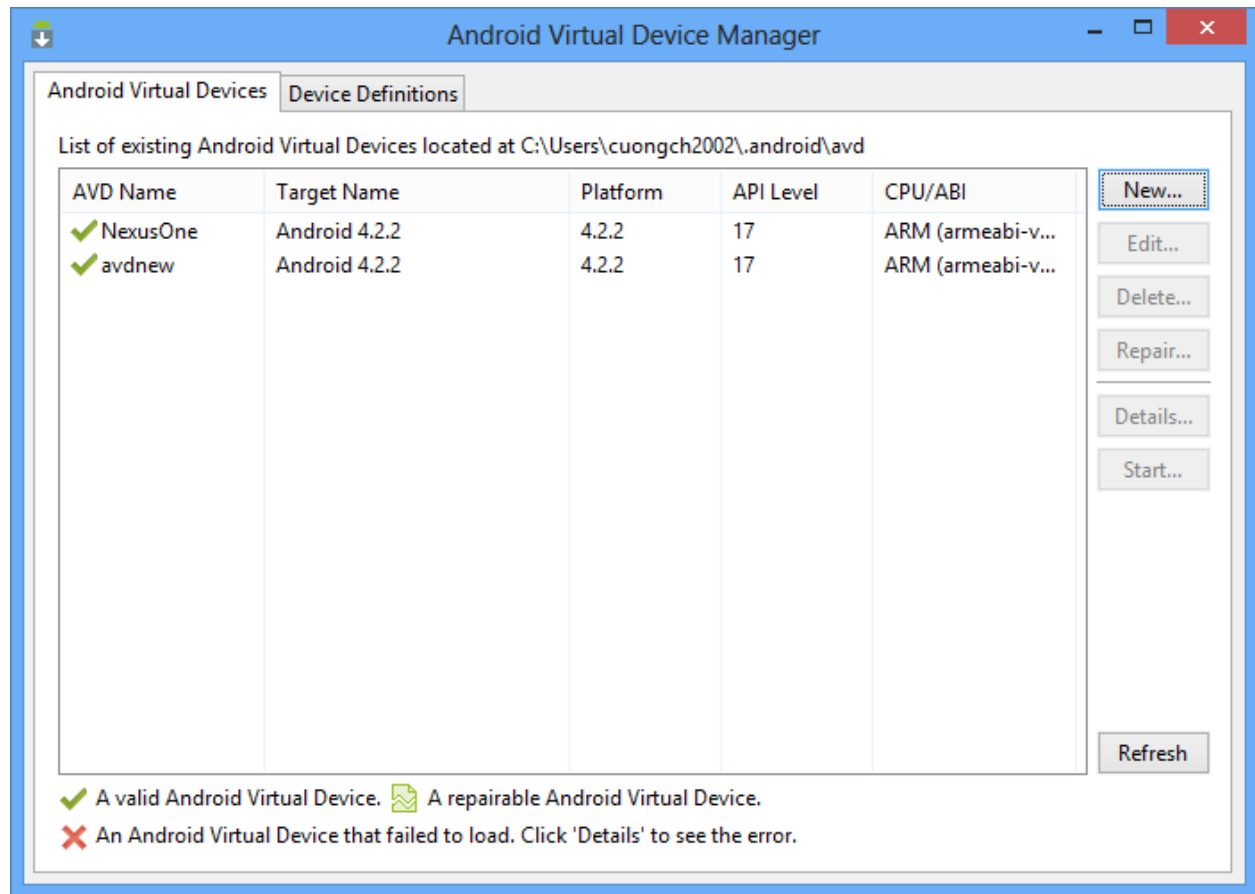 Android Virtual Device Manager
Android Virtual Devices Device Definitions
List of existing Android Virtual Devices located at C:\Users\cuongch2002\.android\avd
AVD Name Target Name Platform API Level CPU/ABI
NexusOne Android 4.2.2 4.2.2 17 ARM (armeabi-v...
avdnew Android 4.2.2 4.2.2 17 ARM (armeabi-v...
New...
Edit...
Delete...
Repair...
Details...
Start...
Refresh
A valid Android Virtual Device. A repairable Android Virtual Device.
An Android Virtual Device that failed to load. Click 'Details' to see the error.